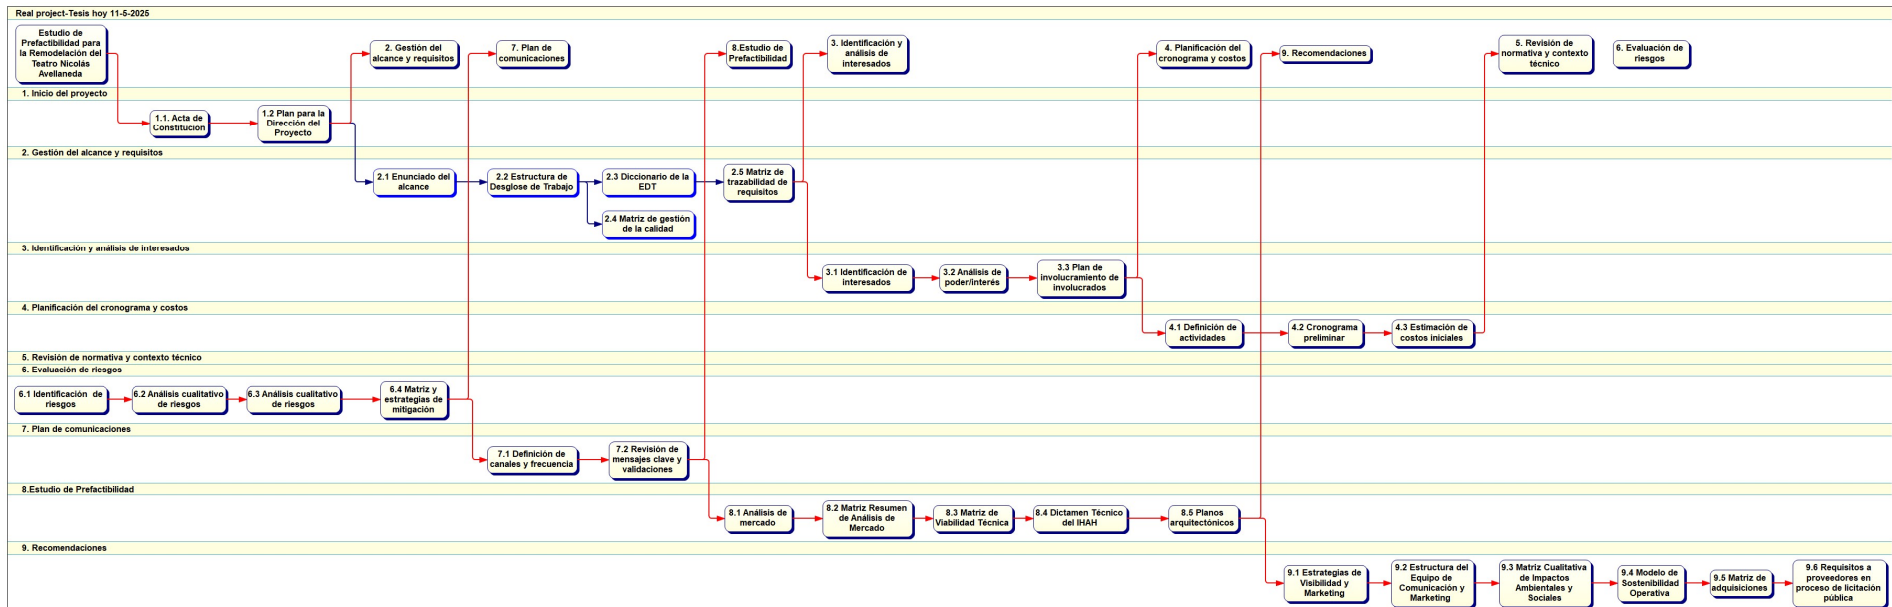 Real project-Tesis hoy 11-5-2025
Estudio de
Prefactibilidad para
la Remodelación del
Teatro Nicolás
Avellaneda
2. Gestión del
alcance y requisitos
7. Plan de
comunicaciones
8.Estudio de
Prefactibilidad
3. Identificación y
análisis de
interesados
4. Planificación del
cronograma y costos
9. Recomendaciones
5. Revisión de
normativa y contexto
técnico
6. Evaluación de
riesgos
1. Inicio del proyecto
1.1. Acta de
Constitución
1.2 Plan para la
Dirección del
Proyecto
2. Gestión del alcance y requisitos
2.1 Enunciado del
alcance
2.2 Estructura de
Desglose de Trabajo
2.3 Diccionario de la
EDT
2.5 Matriz de
trazabilidad de
requisitos
2.4 Matriz de gestión
de la calidad
3. Identificación y análisis de interesados
3.1 Identificación de
interesados
3.2 Análisis de
poder/interés
3.3 Plan de
involucramiento de
involucrados
4. Planificación del cronograma y costos
4.1 Definición de
actividades
4.2 Cronograma
preliminar
4.3 Estimación de
costos iniciales
5. Revisión de normativa y contexto técnico
6. Evaluación de riesgos
6.1 Identificación de
riesgos
6.2 Análisis cualitativo
de riesgos
6.3 Análisis cualitativo
de riesgos
6.4 Matriz y
estrategias de
mitigación
7. Plan de comunicaciones
7.1 Definición de
canales y frecuencia
7.2 Revisión de
mensajes clave y
validaciones
8.Estudio de Prefactibilidad
8.1 Análisis de
mercado
8.2 Matriz Resumen
de Análisis de
Mercado
8.3 Matriz de
Viabilidad Técnica
8.4 Dictamen Técnico
del IHAH
8.5 Planos
arquitectónicos
9. Recomendaciones
9.1 Estrategias de
Visibilidad y
Marketing
9.2 Estructura del
Equipo de
Comunicación y
Marketing
9.3 Matriz Cualitativa
de Impactos
Ambientales y
Sociales
9.4 Modelo de
Sostenibilidad
Operativa
9.5 Matriz de
adquisiciones
9.6 Requisitos a
proveedores en
proceso de licitación
pública